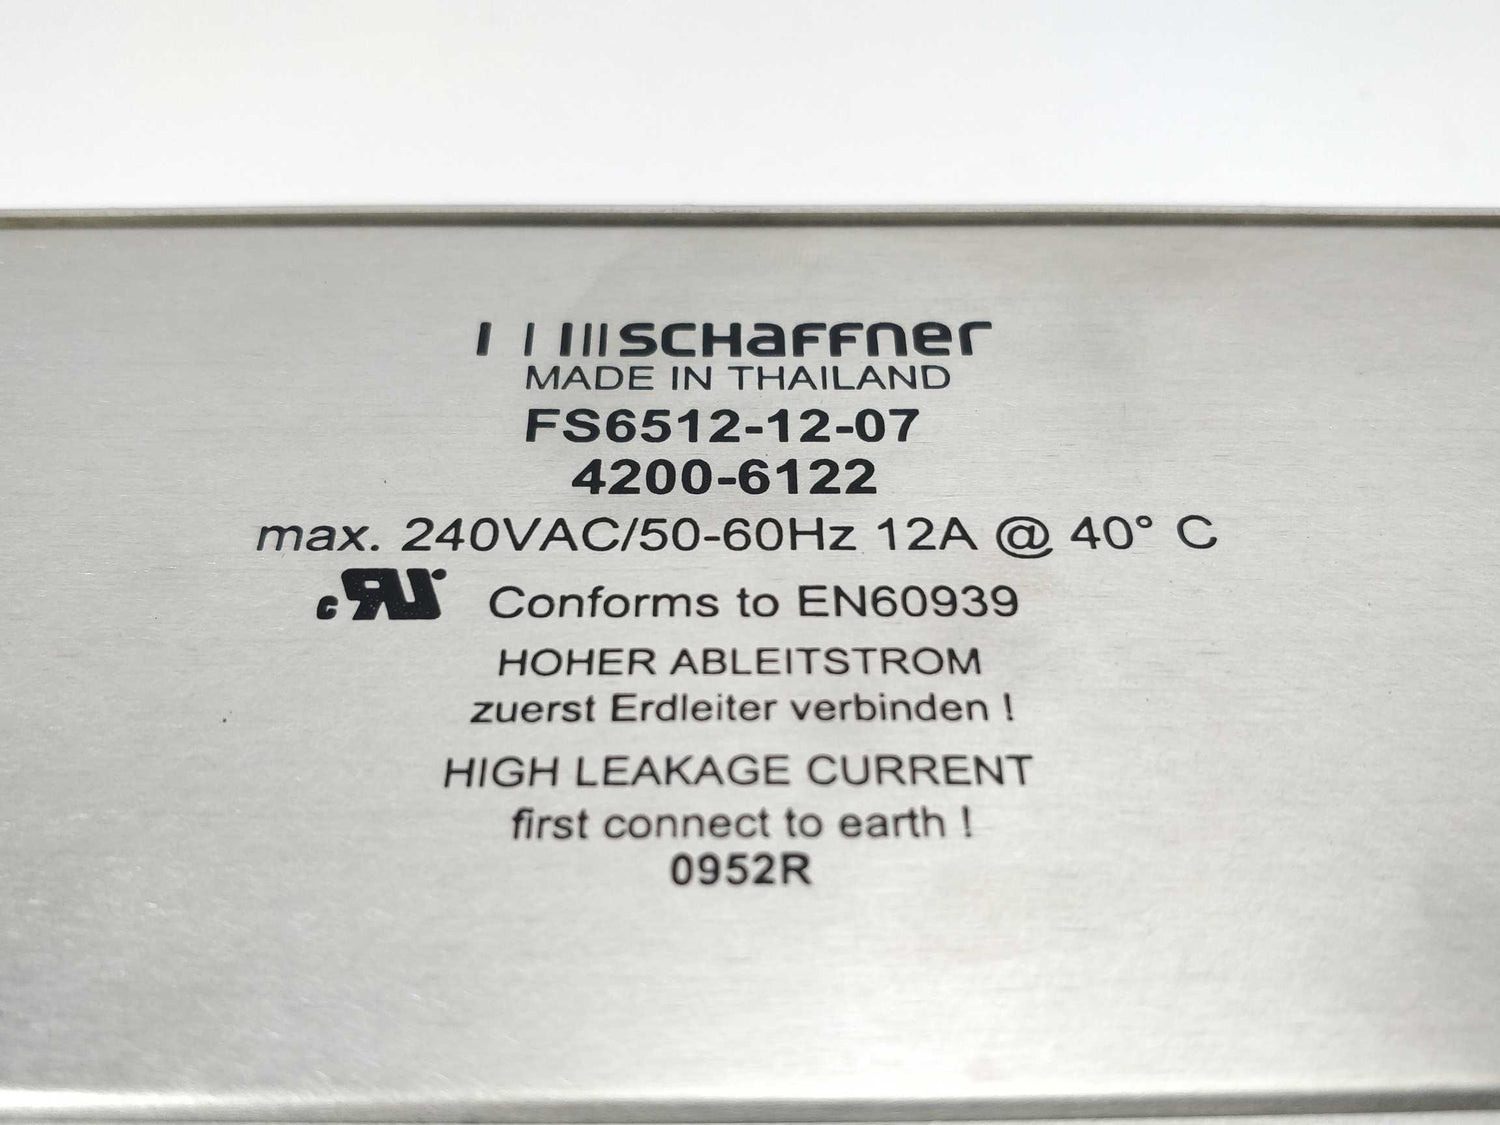 SCHaFFner
MADE IN THAILAND
FS6512-12-07
4200-6122
max. 240VAC/50-60Hz 12A @ 40° C
cRU Conforms to EN60939
HOHER ABLEITSTROM
zuerst Erdleiter verbinden !
HIGH LEAKAGE CURRENT
first connect to earth !
0952R